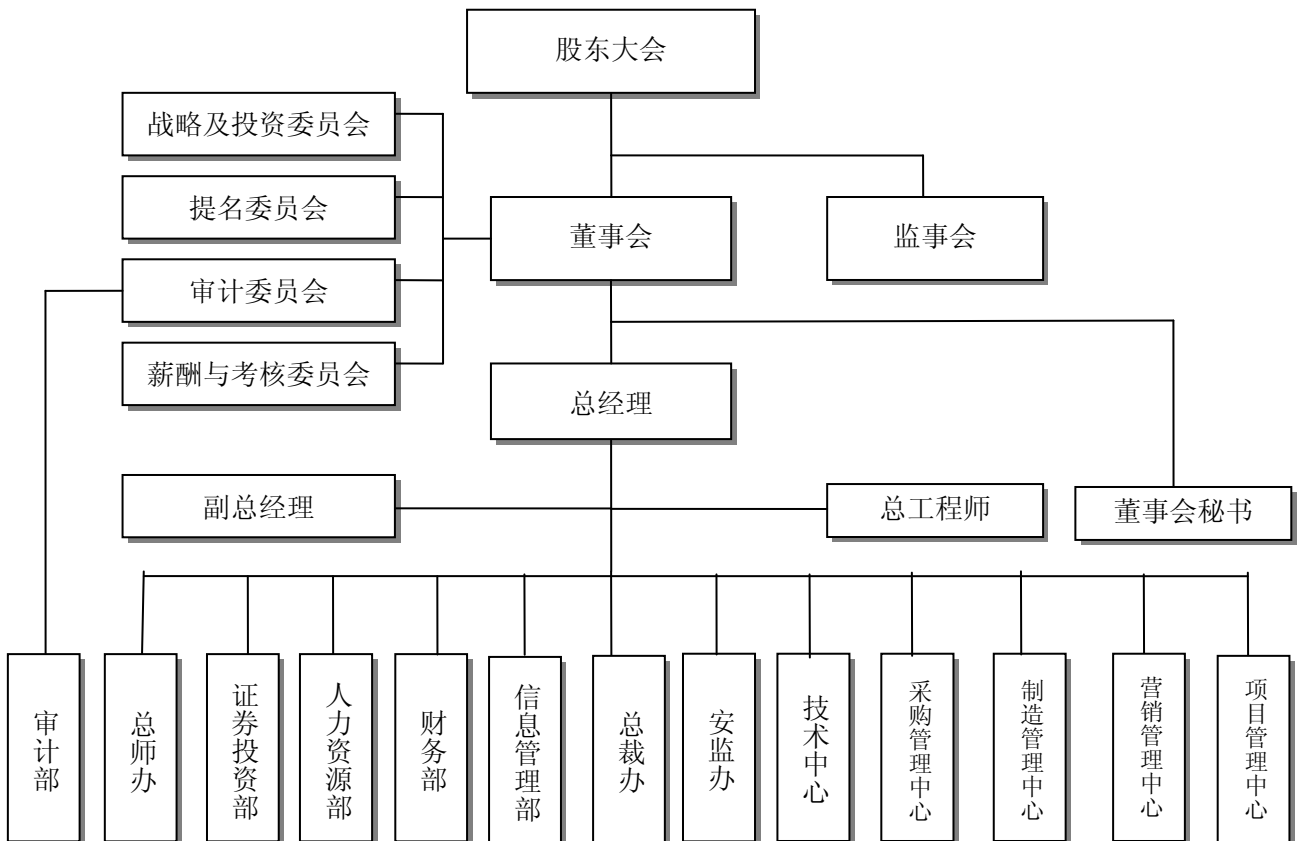 股东大会
战略及投资委员会
提名委员会
董事会
监事会
审计委员会
薪酬与考核委员会
总经理
副总经理
总工程师
董事会秘书
审计部
总师办
证券投资部
人力资源部
财务部
信息管理部
总裁办
安监办
技术中心
采购管理中心
制造管理中心
营销管理中心
项目管理中心